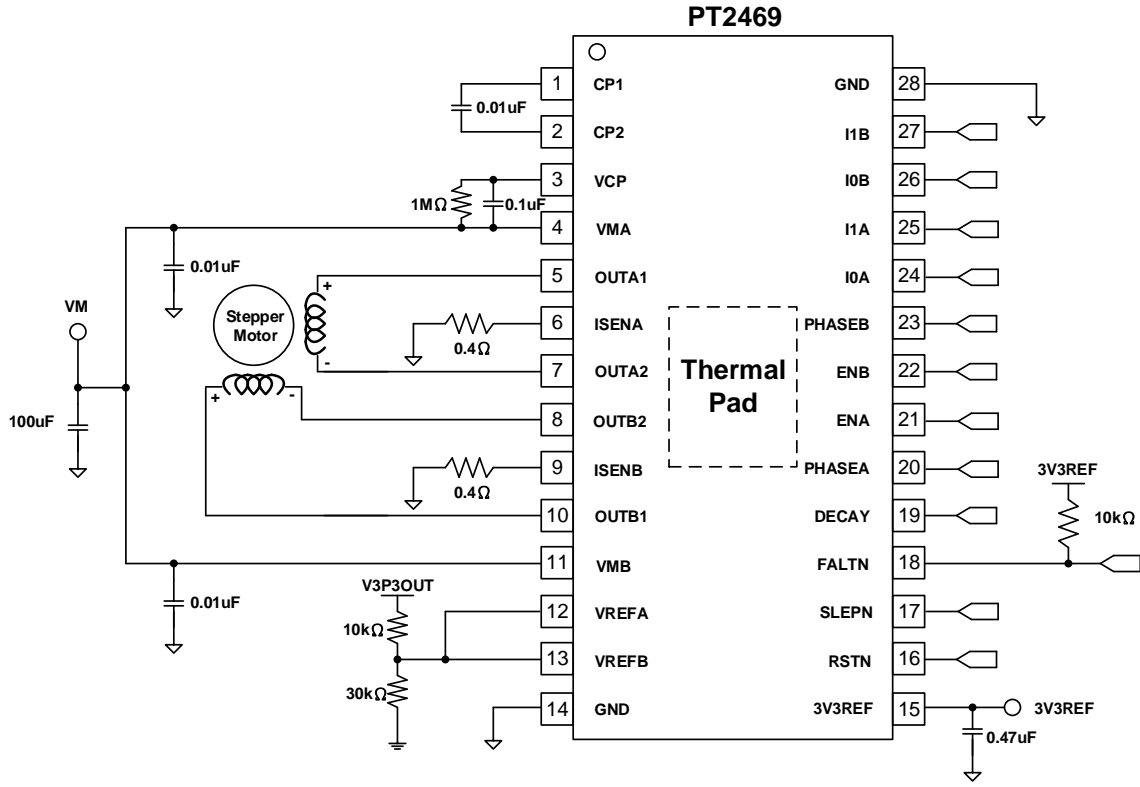 PT2469
1 CP1 GND 28
0.01uF
2 CP2 I1B 27
3 VCP I0B 26
1MΩ 0.1uF
4 VMA I1A 25
0.01uF
5 OUTA1 I0A 24
+
VM
Stepper
Motor
6 ISENA PHASEB 23
0.4Ω
-
7 OUTA2 ENB 22
Thermal
Pad
+ -
100uF
8 OUTB2 ENA 21
9 ISENB PHASEA 20
0.4Ω
3V3REF
10 OUTB1 DECAY 19
10kΩ
11 VMB FALTN 18
0.01uF
V3P3OUT
12 VREFA SLEPN 17
10kΩ
13 VREFB RSTN 16
30kΩ
14 GND 3V3REF 15
3V3REF
0.47uF